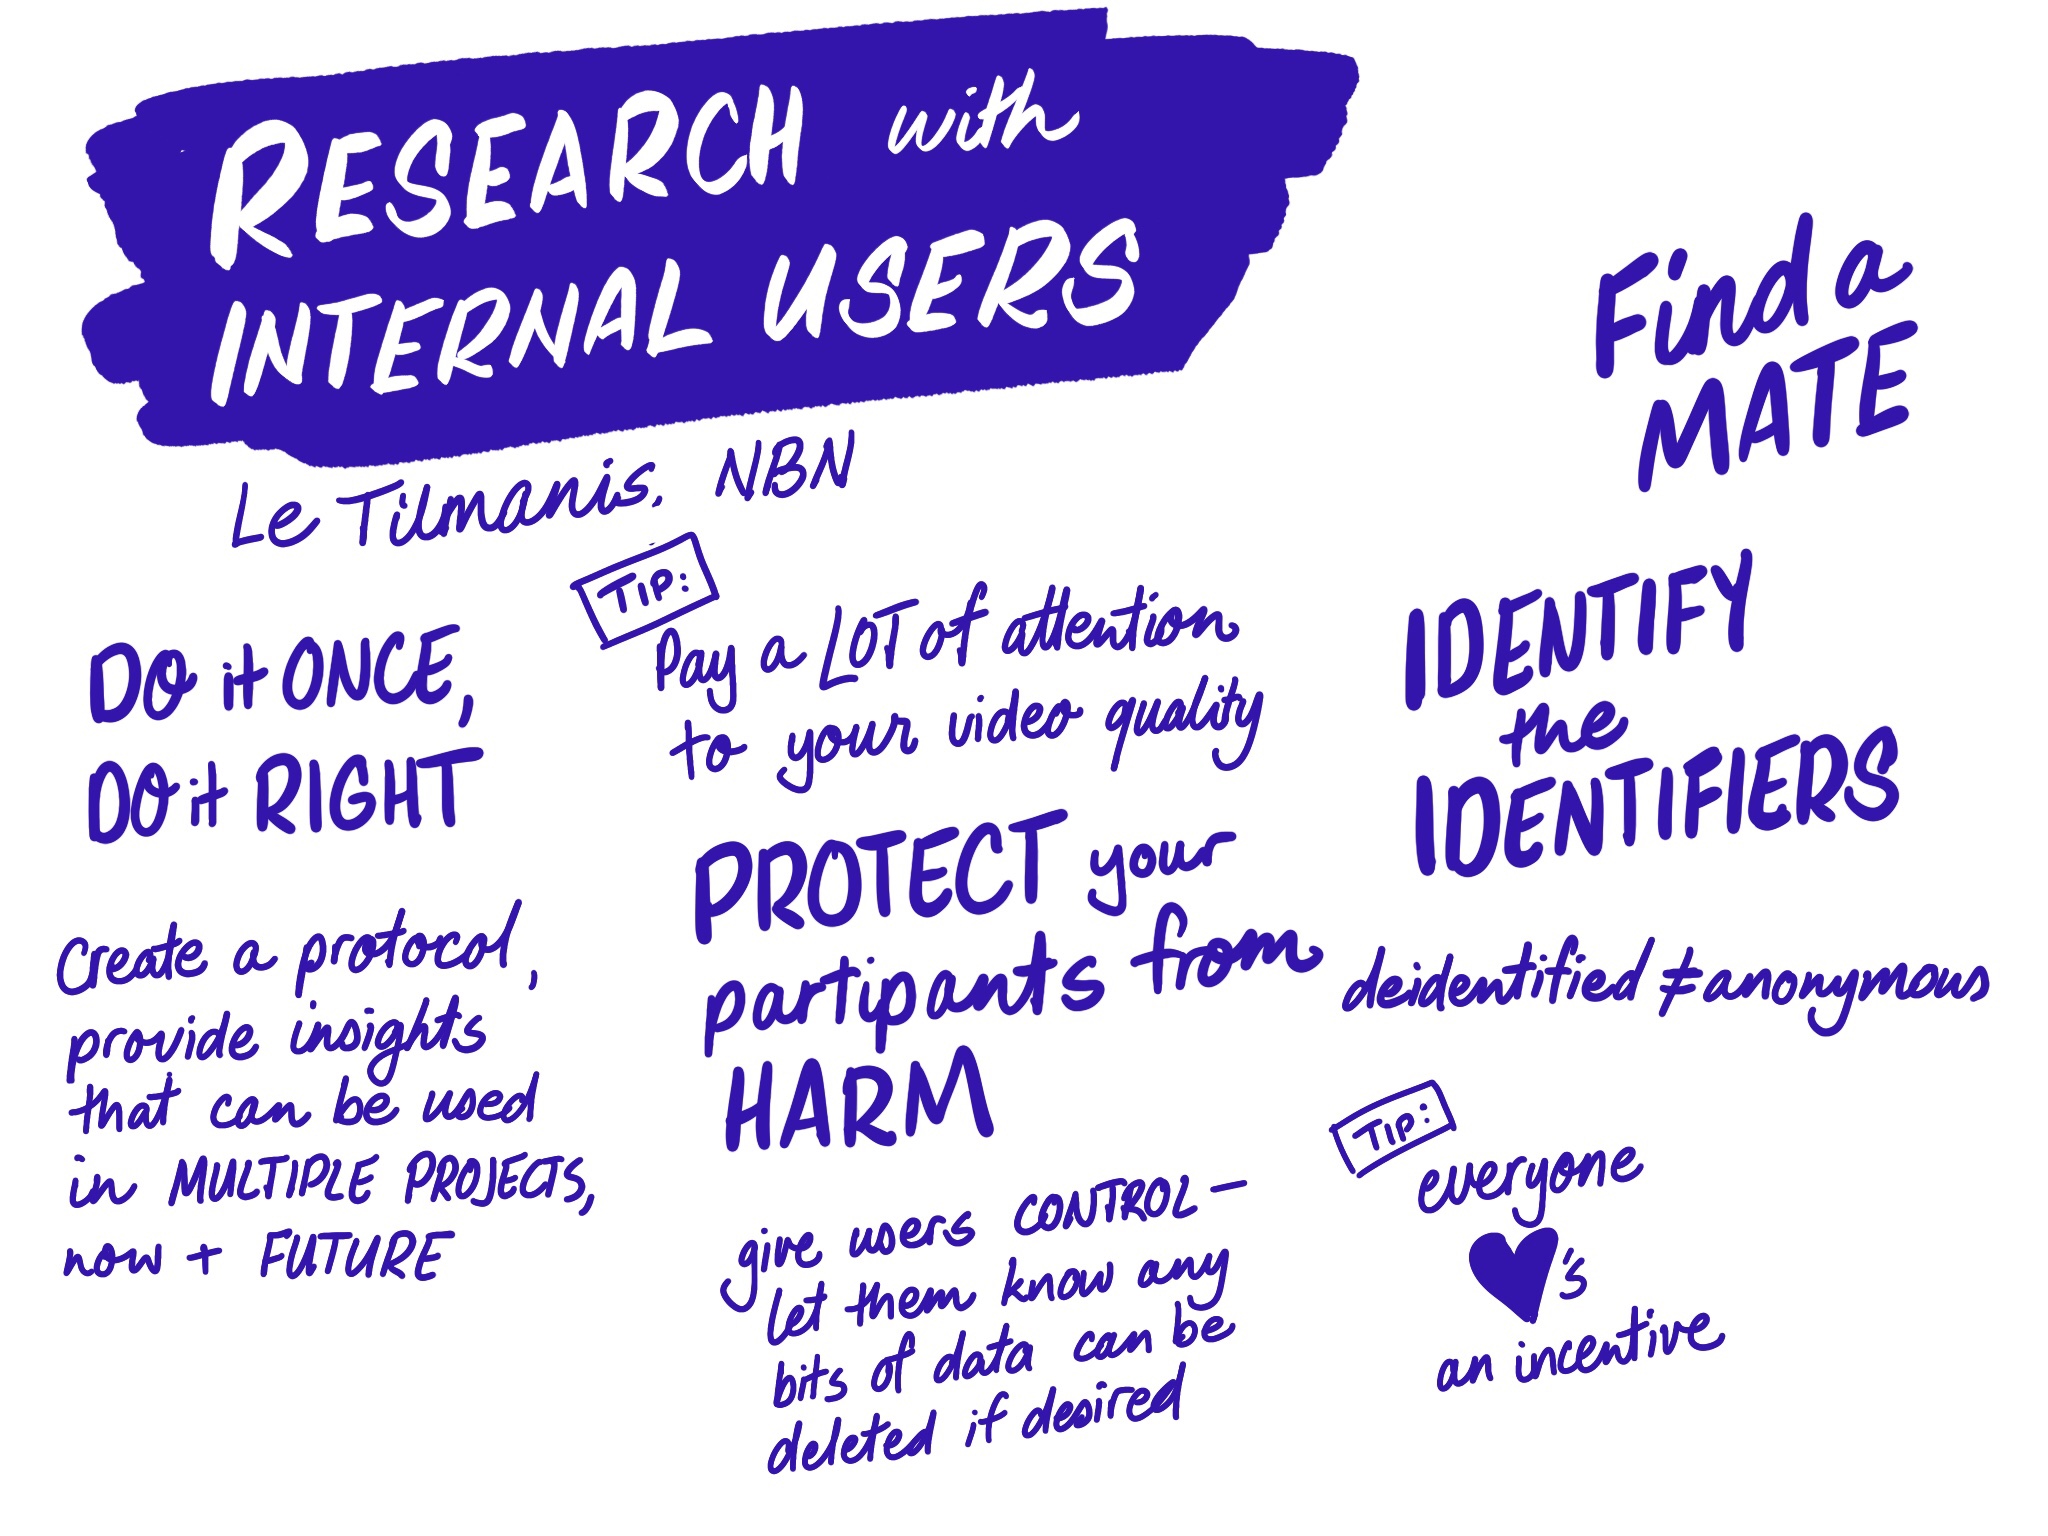 RESEARCH with
INTERNAL USERS
Le Tilmanis. NBN
DO it ONCE,
DO it RIGHT
Create a protocol,
provide insights
that can be used
in MULTIPLE PROJECTS,
now + FUTURE
TIP:
Pay a LOT of attention
to your video quality
PROTECT your
partipants from
HARM
give users CONTROL –
let them know any
bits of data can be
deleted if desired
Find a
MATE
IDENTIFY
the
IDENTIFIERS
deidentified ≠ anonymous
TIP:
everyone
♥'s
an incentive